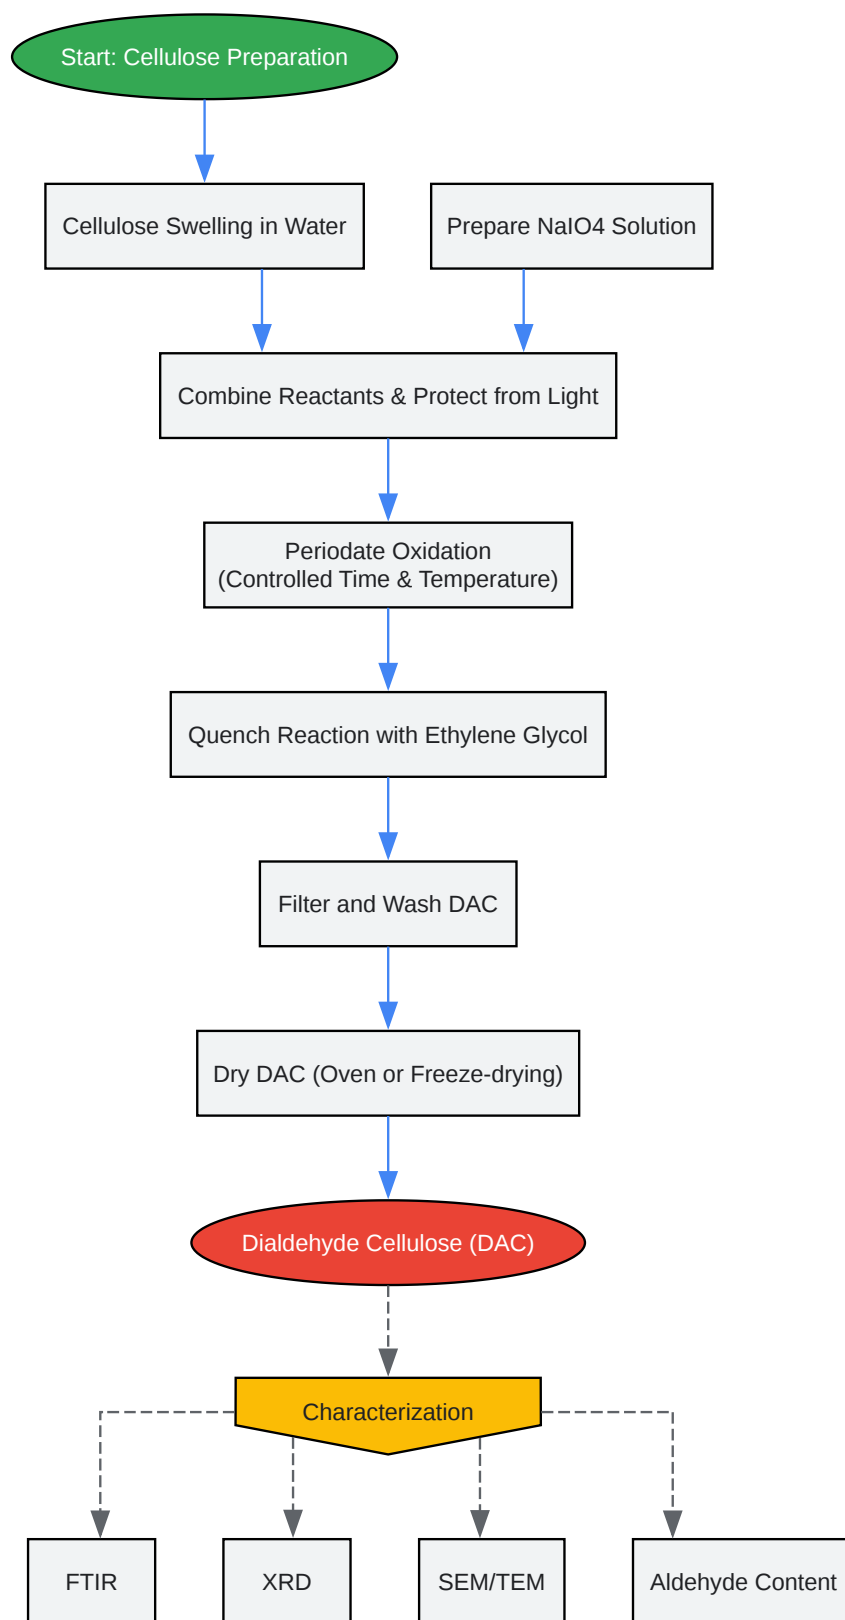 Start: Cellulose Preparation
Cellulose Swelling in Water
Prepare NaIO4 Solution
Combine Reactants & Protect from Light
Periodate Oxidation
(Controlled Time & Temperature)
Quench Reaction with Ethylene Glycol
Filter and Wash DAC
Dry DAC (Oven or Freeze-drying)
Dialdehyde Cellulose (DAC)
Characterization
FTIR
XRD
SEM/TEM
Aldehyde Content